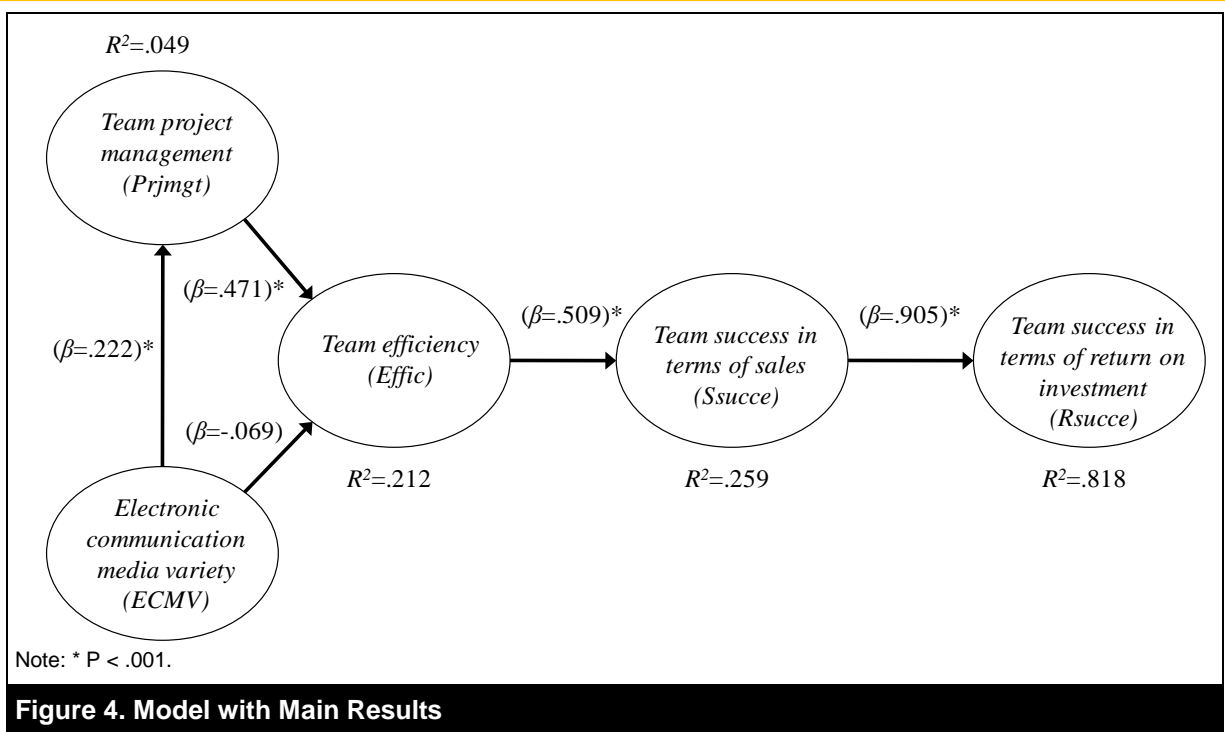 R²=.049
Team project
management
(Prjmgt)
(β=.471)*
(β=.222)*
(β=-.069)
Electronic
communication
media variety
(ECMV)
Team efficiency
(Effic)
R²=.212
(β=.509)*
Team success in
terms of sales
(Ssucce)
R²=.259
(β=.905)*
Team success in
terms of return on
investment
(Rsucce)
R²=.818
Note: * P < .001.
Figure 4. Model with Main Results